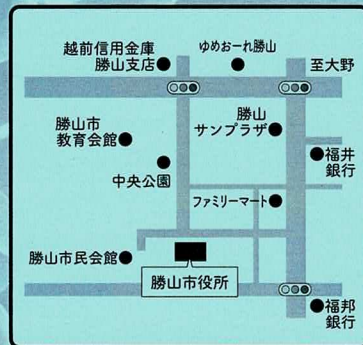 越前信用金庫
勝山支店
ゆめおーれ勝山
至大野
勝山市
教育会館
勝山
サンプラザ
中央公園
福井
銀行
ファミリーマート
勝山市民会館
勝山市役所
福邦
銀行